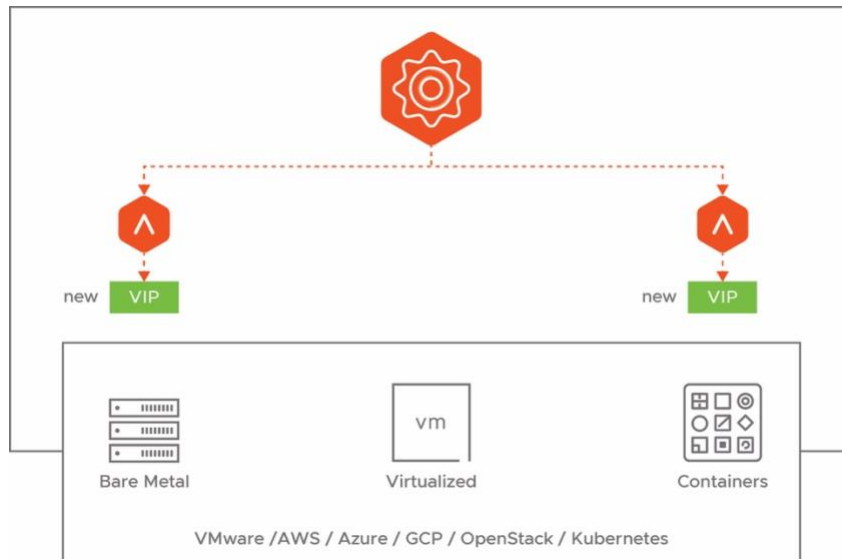 new VIP
new VIP
vm
Bare Metal
Virtualized
Containers
VMware /AWS / Azure / GCP / OpenStack / Kubernetes